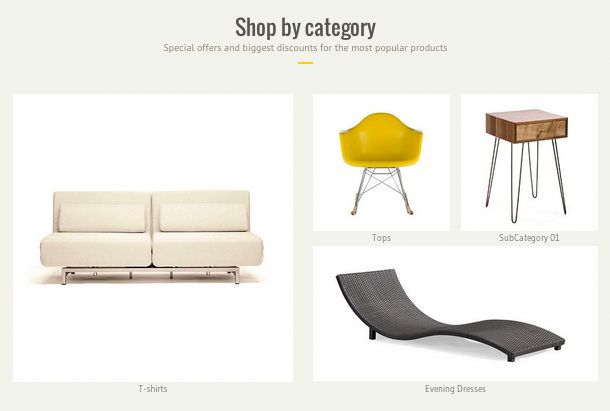 Shop by category
Special offers and biggest discounts for the most popular products
Tops
SubCategory 01
T-shirts
Evening Dresses